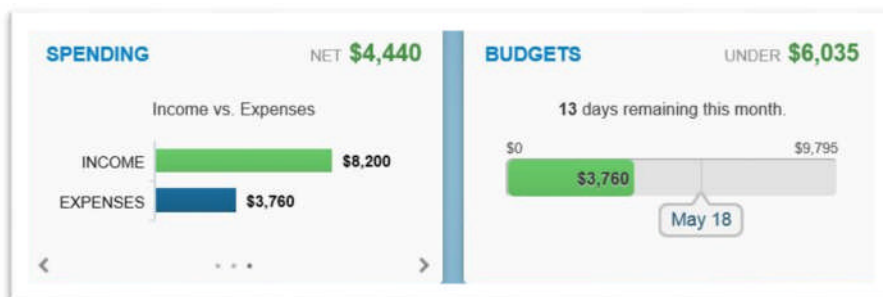 SPENDING NET $4,440
Income vs. Expenses
INCOME $8,200
EXPENSES $3,760
BUDGETS UNDER $6,035
13 days remaining this month.
$0 $9,795
$3,760
May 18